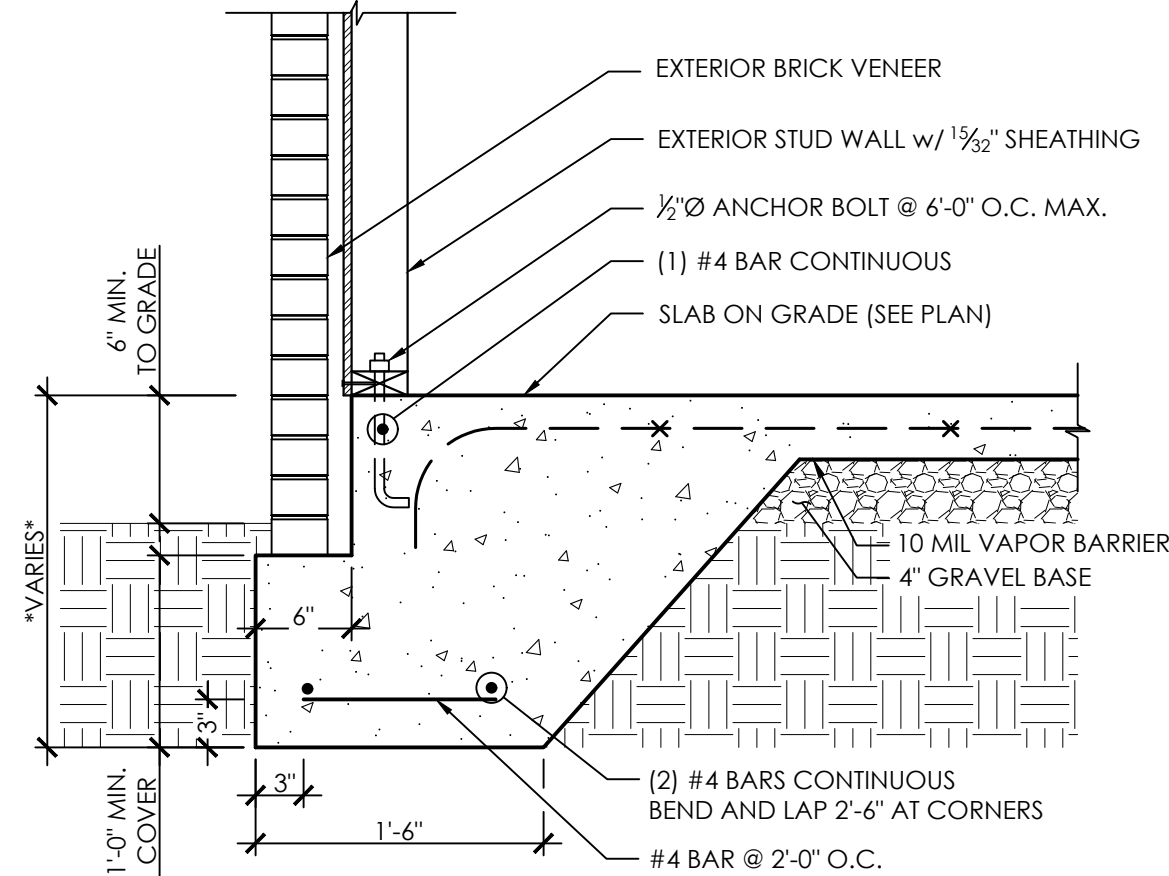 EXTERIOR BRICK VENEER
EXTERIOR STUD WALL w/ 15/32" SHEATHING
1/2"Ø ANCHOR BOLT @ 6'-0" O.C. MAX.
(1) #4 BAR CONTINUOUS
SLAB ON GRADE (SEE PLAN)
6" MIN.
TO GRADE
*VARIES*
10 MIL VAPOR BARRIER
4" GRAVEL BASE
6"
3"
1'-0" MIN.
COVER
3"
1'-6"
(2) #4 BARS CONTINUOUS
BEND AND LAP 2'-6" AT CORNERS
#4 BAR @ 2'-0" O.C.